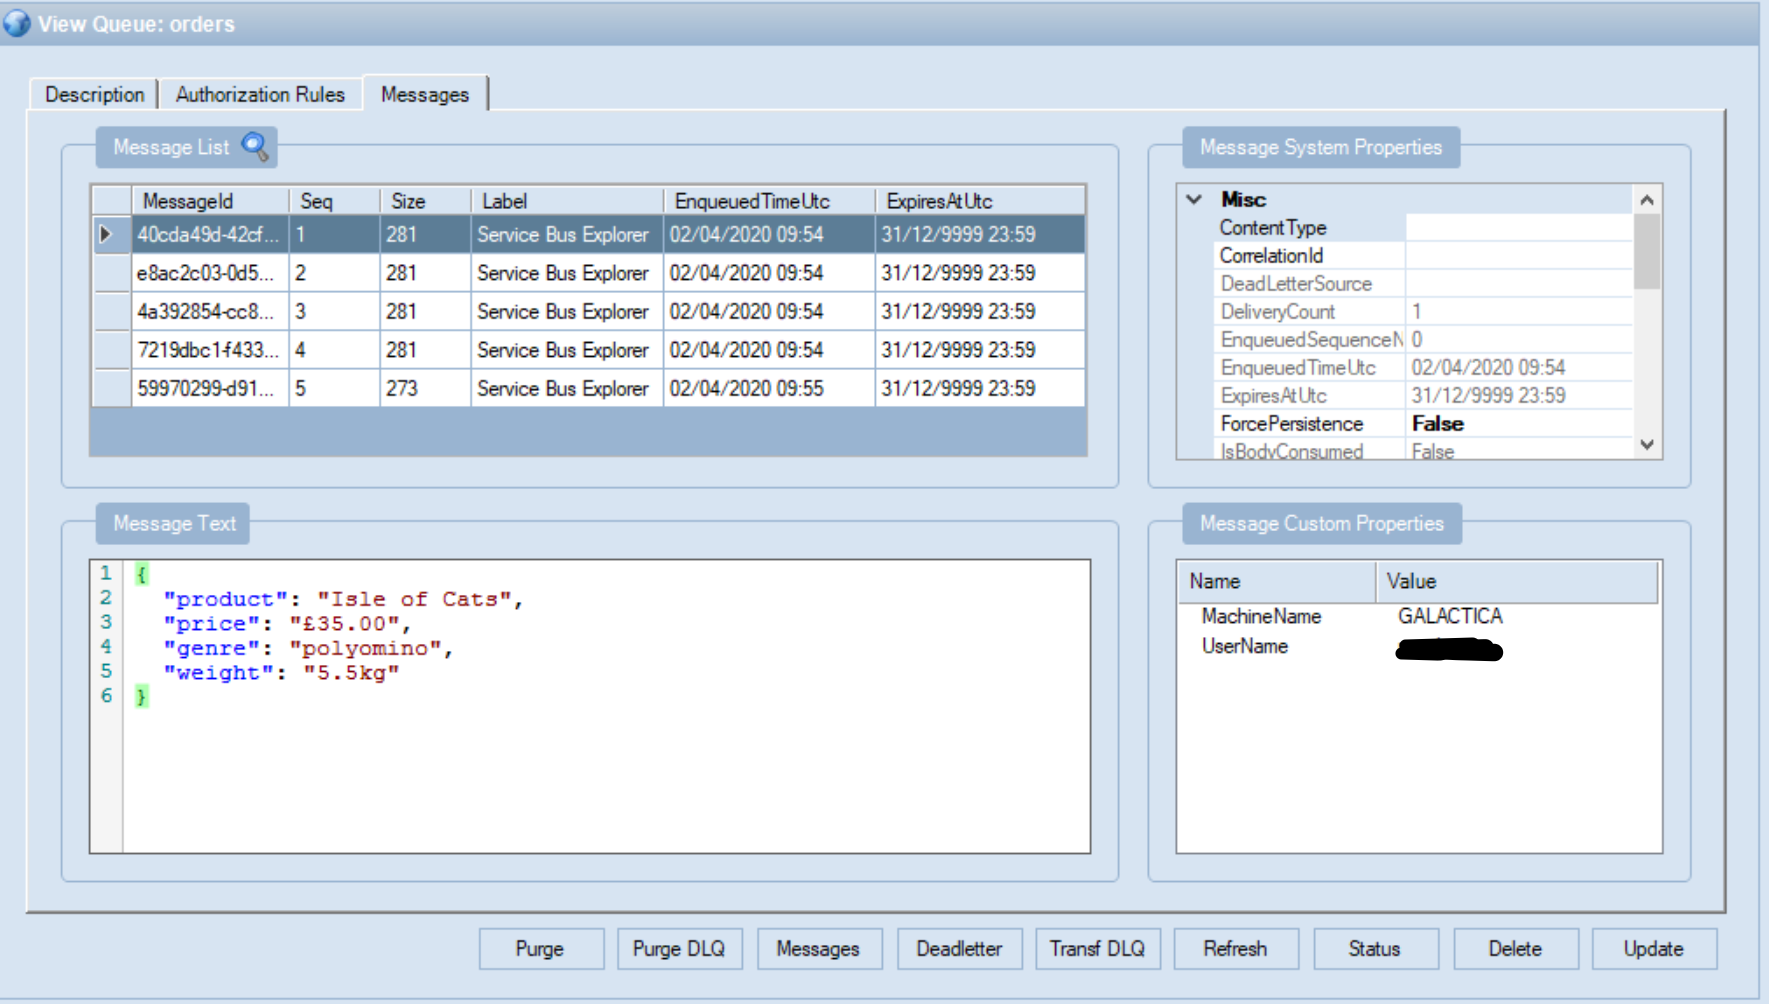 View Queue: orders
Description Authorization Rules Messages
Message List
MessageId Seq Size Label EnqueuedTimeUtc ExpiresAtUtc
40cda49d-42cf... 1 281 Service Bus Explorer 02/04/2020 09:54 31/12/9999 23:59
e8ac2c03-0d5... 2 281 Service Bus Explorer 02/04/2020 09:54 31/12/9999 23:59
4a392854-cc8... 3 281 Service Bus Explorer 02/04/2020 09:54 31/12/9999 23:59
7219dbc1-f433... 4 281 Service Bus Explorer 02/04/2020 09:54 31/12/9999 23:59
59970299-d91... 5 273 Service Bus Explorer 02/04/2020 09:55 31/12/9999 23:59
Message System Properties
Misc
ContentType
CorrelationId
DeadLetterSource
DeliveryCount 1
EnqueuedSequenceN 0
EnqueuedTimeUtc 02/04/2020 09:54
ExpiresAtUtc 31/12/9999 23:59
ForcePersistence False
IsBodyConsumed False
Message Text
1 {
2 "product": "Isle of Cats",
3 "price": "£35.00",
4 "genre": "polyomino",
5 "weight": "5.5kg"
6 }
Message Custom Properties
Name Value
MachineName GALACTICA
UserName
Purge Purge DLQ Messages Deadletter Transf DLQ Refresh Status Delete Update